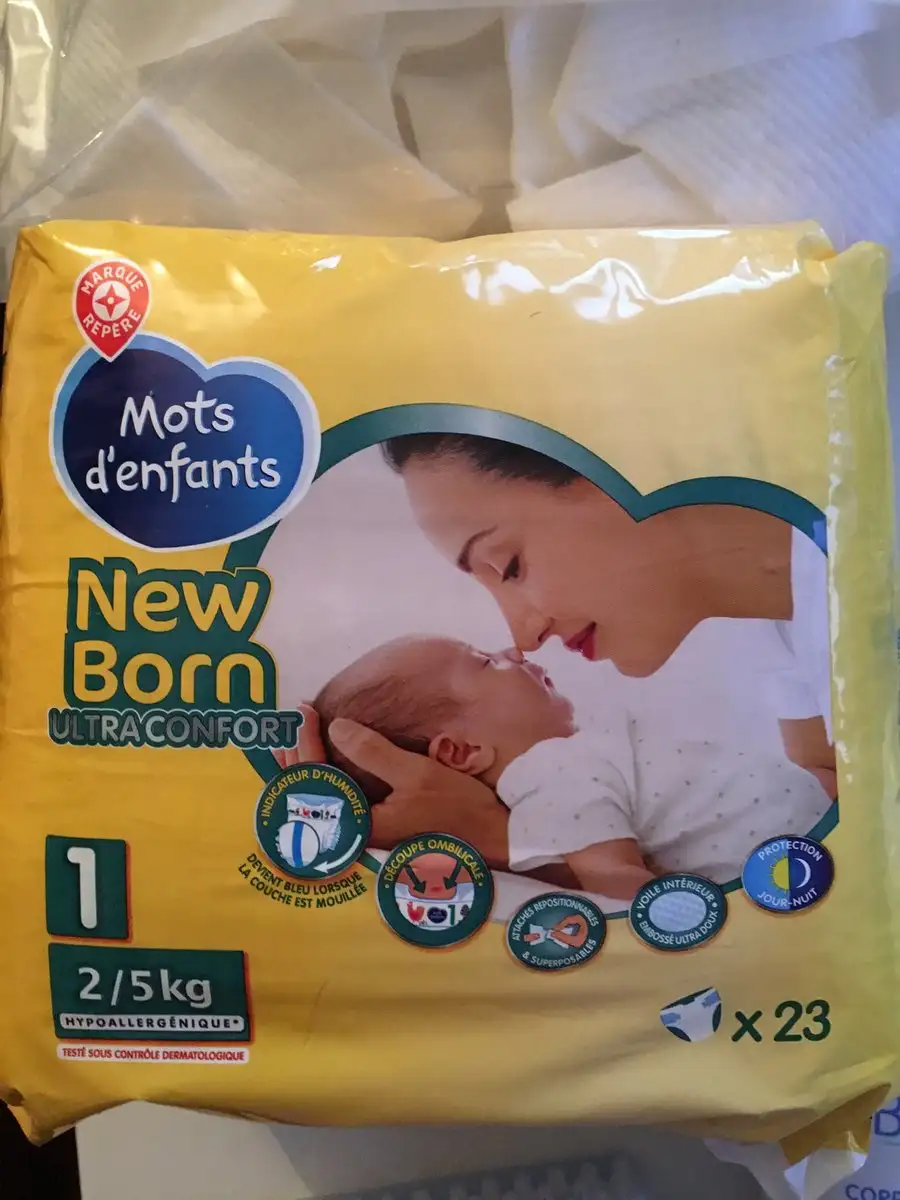 MARQUE
REPÈRE
Mots
d'enfants
New
Born
ULTRA CONFORT
INDICATEUR D'HUMIDITÉ
DEVIENT BLEU LORSQUE
LA COUCHE EST MOUILLÉE
DÉCOUPE OMBILICALE
ATTACHES REPOSITIONNABLES
& SUPERPOSABLES
VOILE INTÉRIEUR
EMBOSSÉ ULTRA DOUX
PROTECTION
JOUR-NUIT
1
2/5kg
HYPOALLERGÉNIQUE*
TESTÉ SOUS CONTRÔLE DERMATOLOGIQUE
x 23